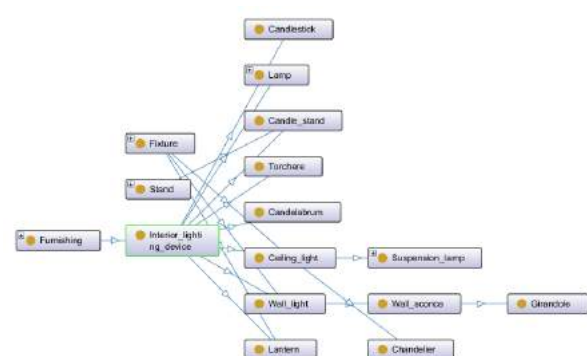 Candlestick
Lamp
Candle_stand
Fixture
Torchere
Stand
Candelabrum
Furnishing
Interior_lighti
ng_device
Ceiling_light
Suspension_lamp
Wall_light
Wall_sconce
Girandole
Lantern
Chandelier